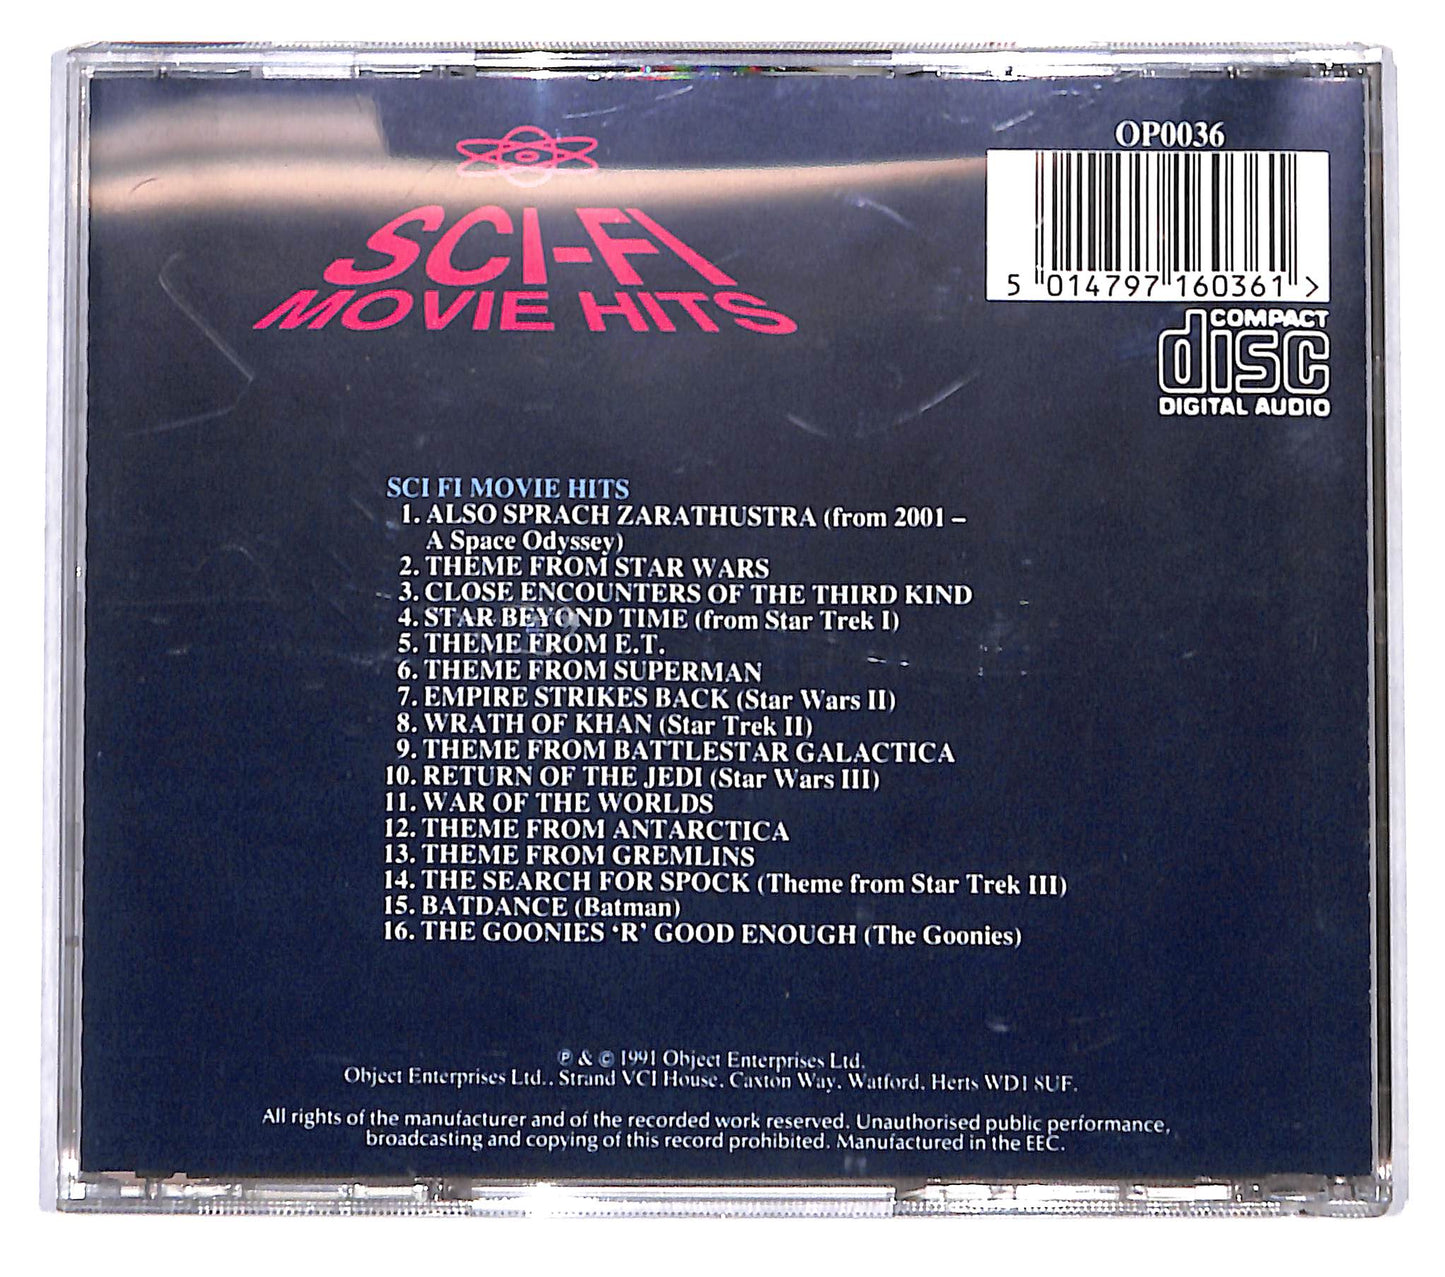 OP0036
5 014797 160361 >
COMPACT
disc
DIGITAL AUDIO
SCI-FI
MOVIE HITS
SCI FI MOVIE HITS
1. ALSO SPRACH ZARATHUSTRA (from 2001 –
A Space Odyssey)
2. THEME FROM STAR WARS
3. CLOSE ENCOUNTERS OF THE THIRD KIND
4. STAR BEYOND TIME (from Star Trek I)
5. THEME FROM E.T.
6. THEME FROM SUPERMAN
7. EMPIRE STRIKES BACK (Star Wars II)
8. WRATH OF KHAN (Star Trek II)
9. THEME FROM BATTLESTAR GALACTICA
10. RETURN OF THE JEDI (Star Wars III)
11. WAR OF THE WORLDS
12. THEME FROM ANTARCTICA
13. THEME FROM GREMLINS
14. THE SEARCH FOR SPOCK (Theme from Star Trek III)
15. BATDANCE (Batman)
16. THE GOONIES ‘R’ GOOD ENOUGH (The Goonies)
℗ & © 1991 Object Enterprises Ltd.
Object Enterprises Ltd., Strand VCI House, Caxton Way, Watford, Herts WD1 8UF.
All rights of the manufacturer and of the recorded work reserved. Unauthorised public performance,
broadcasting and copying of this record prohibited. Manufactured in the EEC.